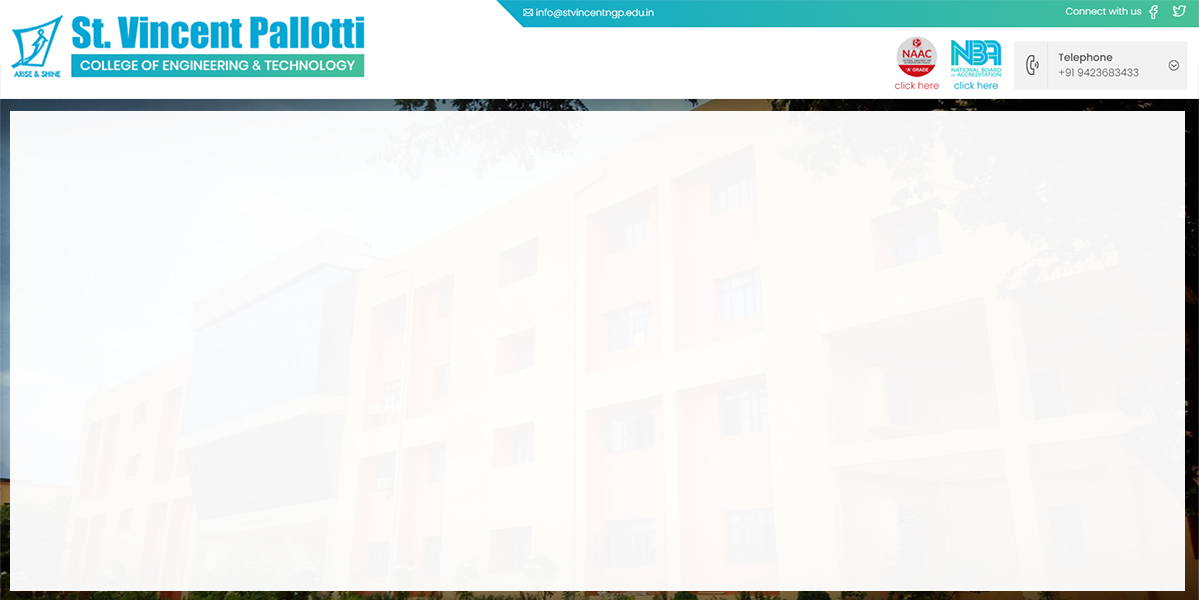 info@stvincentngp.edu.in
Connect with us
St. Vincent Pallotti
COLLEGE OF ENGINEERING & TECHNOLOGY
ARISE & SHINE
NAAC
'A' GRADE
click here
NBA
NATIONAL BOARD
of ACCREDITATION
click here
Telephone
+91 9423683433